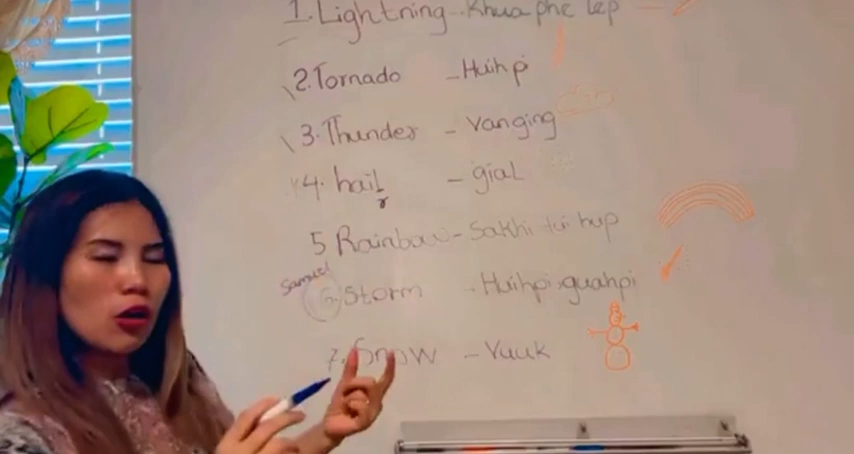 1. Lightning - Khua phe lep
2. Tornado - Huihpi
3. Thunder - Vanging
4. hail - gial
5 Rainbow - Sakhi tui hup
Samuel
6. Storm - Huihpi guahpi
7. Snow - Vuuk